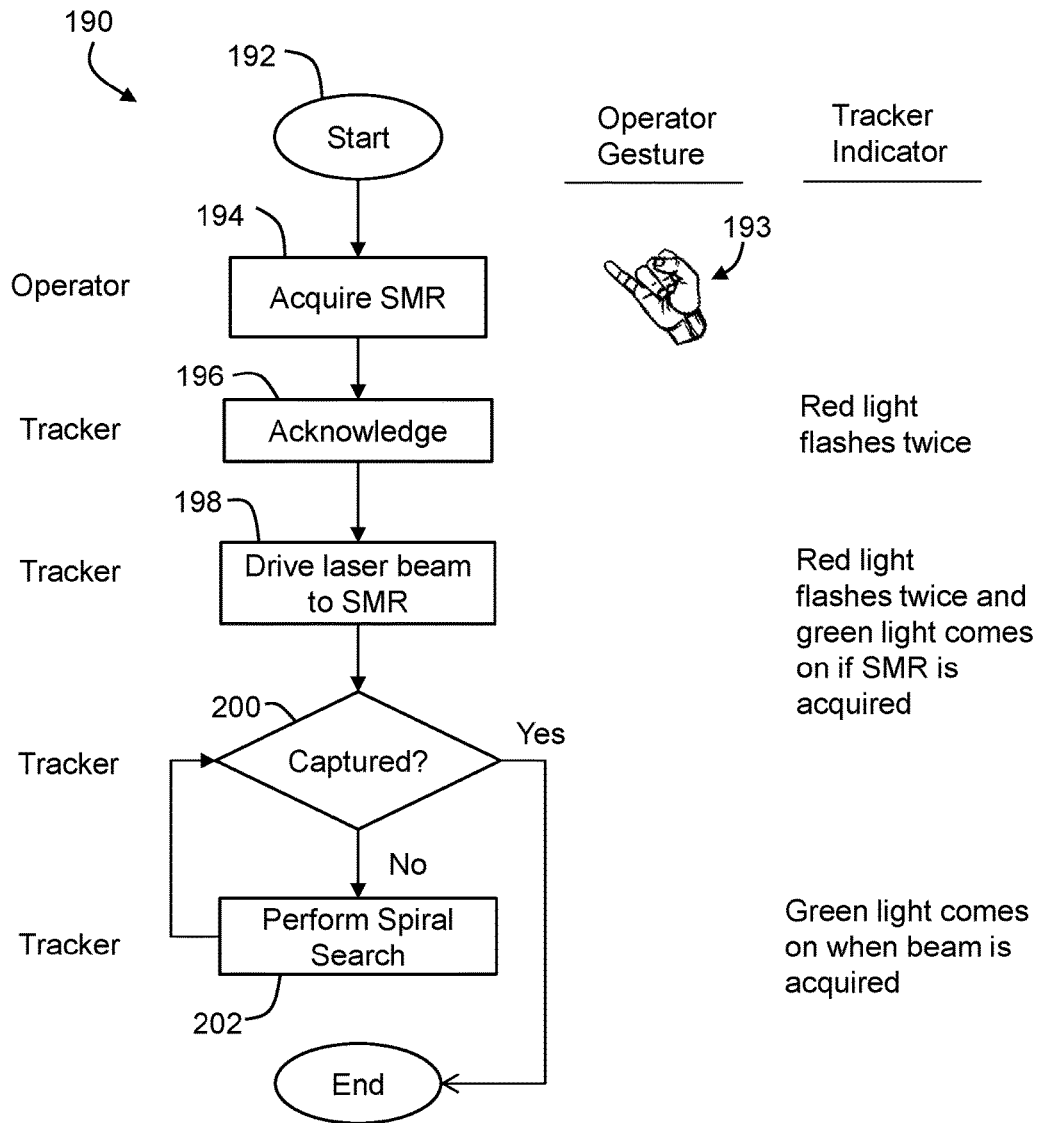 190
192
Start
Operator
Gesture
Tracker
Indicator
194
193
Operator
Acquire SMR
196
Tracker
Acknowledge
Red light
flashes twice
198
Tracker
Drive laser beam
to SMR
Red light
flashes twice and
green light comes
on if SMR is
acquired
200
Yes
Tracker
Captured?
No
Tracker
Perform Spiral
Search
Green light comes
on when beam is
acquired
202
End